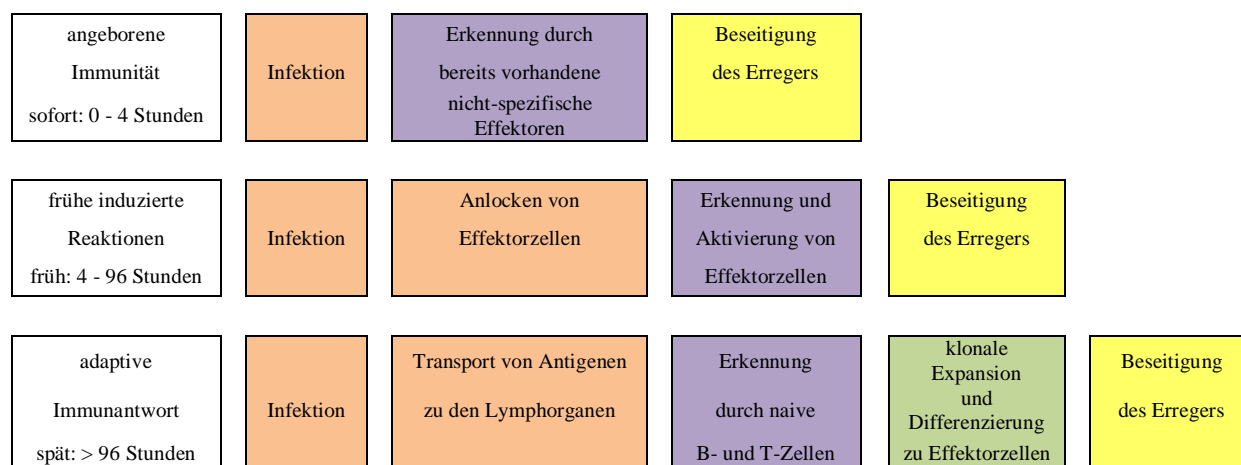 angeborene
Immunität
sofort: 0 - 4 Stunden
Infektion
Erkennung durch
bereits vorhandene
nicht-spezifische
Effektoren
Beseitigung
des Erregers
frühe induzierte
Reaktionen
früh: 4 - 96 Stunden
Infektion
Anlocken von
Effektorzellen
Erkennung und
Aktivierung von
Effektorzellen
Beseitigung
des Erregers
adaptive
Immunantwort
spät: > 96 Stunden
Infektion
Transport von Antigenen
zu den Lymphorganen
Erkennung
durch naive
B- und T-Zellen
klonale
Expansion
und
Differenzierung
zu Effektorzellen
Beseitigung
des Erregers